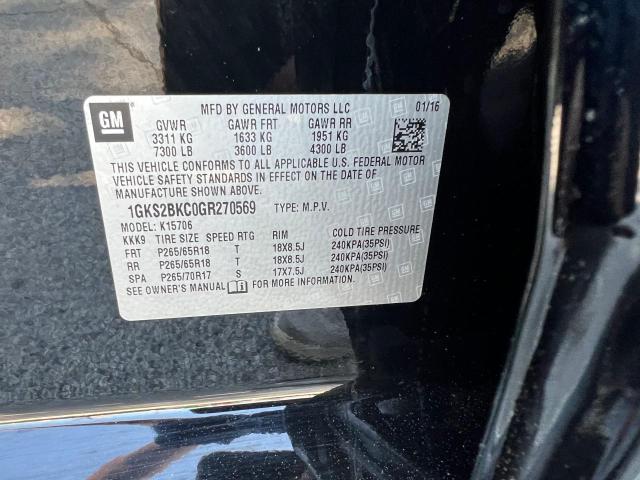 GM
MFD BY GENERAL MOTORS LLC 01/16
GVWR GAWR FRT GAWR RR
3311 KG 1633 KG 1951 KG
7300 LB 3600 LB 4300 LB
THIS VEHICLE CONFORMS TO ALL APPLICABLE U.S. FEDERAL MOTOR
VEHICLE SAFETY STANDARDS IN EFFECT ON THE DATE OF
MANUFACTURE SHOWN ABOVE.
1GKS2BKC0GR270569 TYPE: M.P.V.
MODEL: K15706
KKK9 TIRE SIZE SPEED RTG RIM COLD TIRE PRESSURE
FRT P265/65R18 T 18X8.5J 240KPA(35PSI)
RR P265/65R18 T 18X8.5J 240KPA(35PSI)
SPA P265/70R17 S 17X7.5J 240KPA(35PSI)
SEE OWNER'S MANUAL FOR MORE INFORMATION.